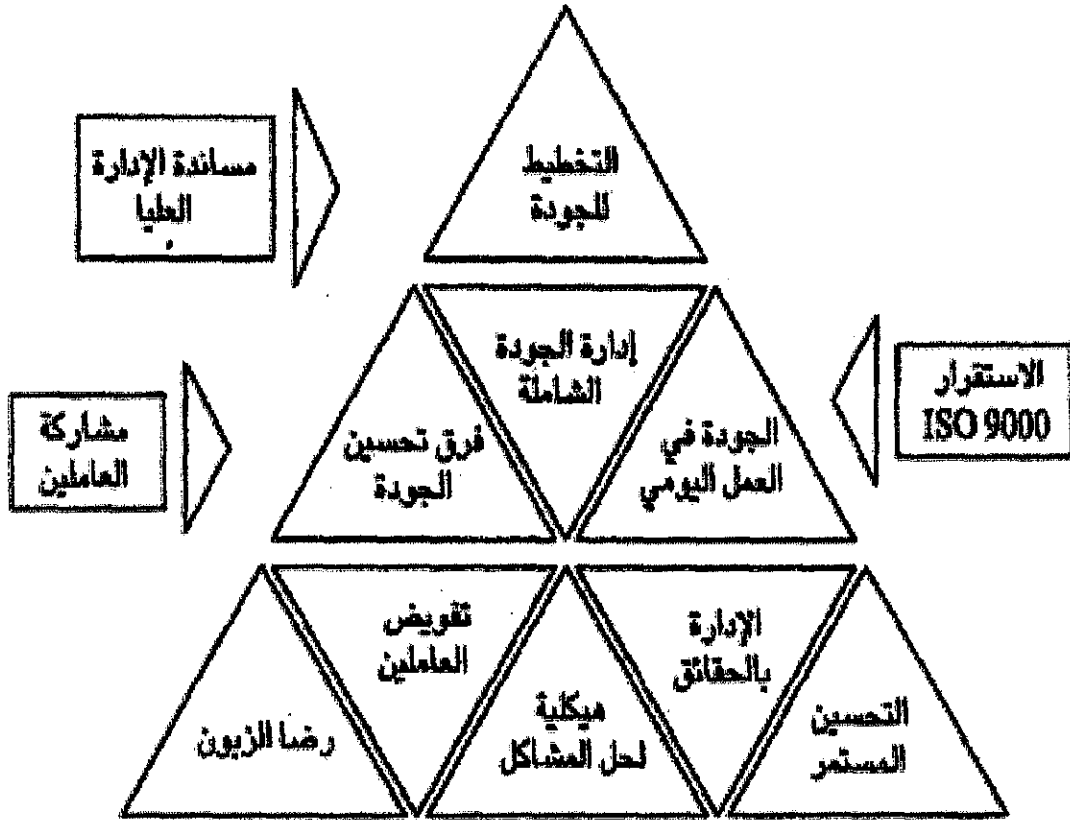 التخطيط
للجودة
مساندة الإدارة
العليا
إدارة الجودة
الشاملة
الاستقرار
ISO 9000
الجودة في
العمل اليومي
فرق تحسين
الجودة
مشاركة
العاملين
الإدارة
بالحقائق
تفويض
العاملين
التحسين
المستمر
هيكلية
لحل المشاكل
رضا الزبون